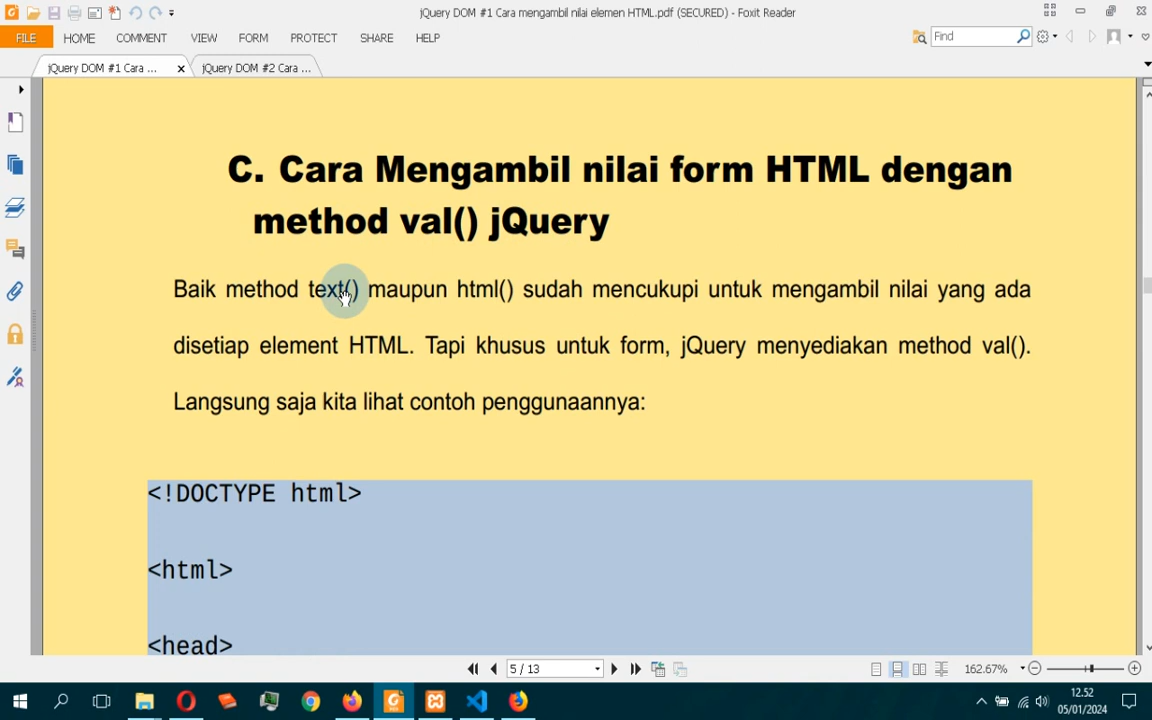 jQuery DOM #1 Cara mengambil nilai elemen HTML.pdf (SECURED) - Foxit Reader
FILE HOME COMMENT VIEW FORM PROTECT SHARE HELP
Find
jQuery DOM #1 Cara ... jQuery DOM #2 Cara ...
C. Cara Mengambil nilai form HTML dengan
method val() jQuery
Baik method text() maupun html() sudah mencukupi untuk mengambil nilai yang ada
disetiap element HTML. Tapi khusus untuk form, jQuery menyediakan method val().
Langsung saja kita lihat contoh penggunaannya:
<!DOCTYPE html>
<html>
<head>
5 / 13
162.67%
12.52
05/01/2024